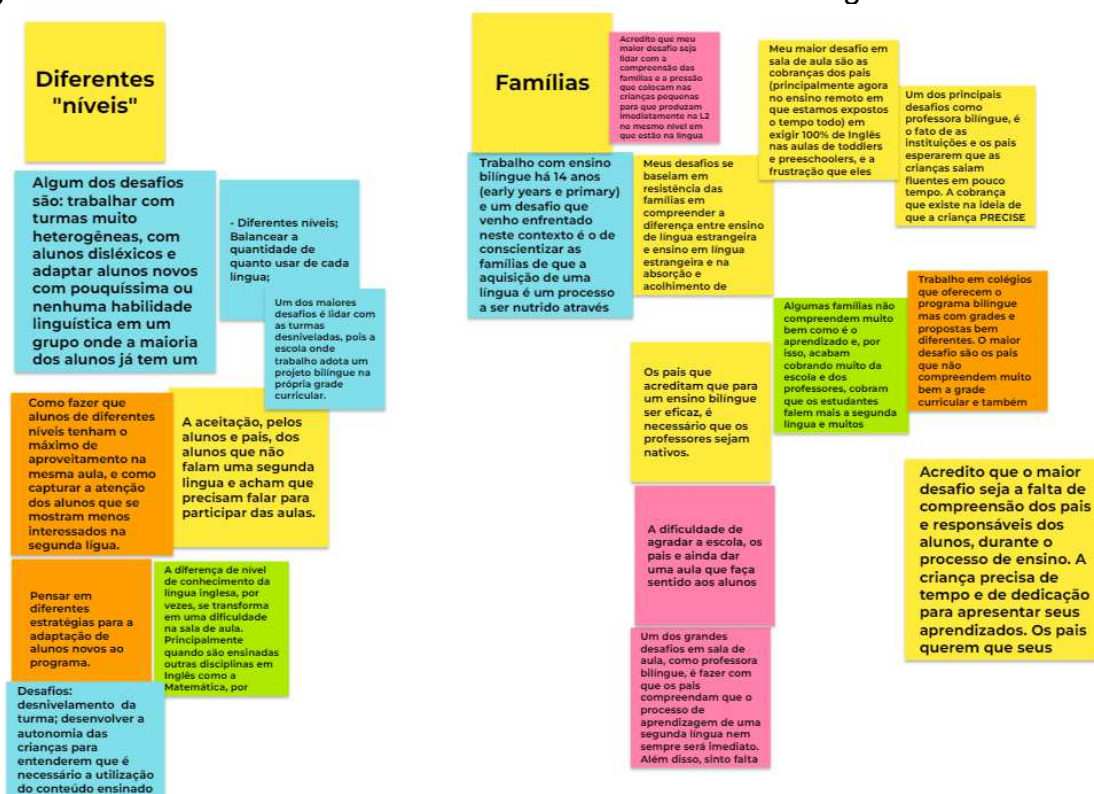 Diferentes
"níveis"
Algum dos desafios
são: trabalhar com
turmas muito
heterogêneas, com
alunos disléxicos e
adaptar alunos novos
com pouquíssima ou
nenhuma habilidade
linguística em um
grupo onde a maioria
dos alunos já tem um
- Diferentes níveis;
Balancear a
quantidade de
quanto usar de cada
língua;
Um dos maiores
desafios é lidar com
as turmas
desniveladas, pois a
escola onde
trabalho adota um
projeto bilíngue na
própria grade
curricular.
Como fazer que
alunos de diferentes
níveis tenham o
máximo de
aproveitamento na
mesma aula, e como
capturar a atenção
dos alunos que se
mostram menos
interessados na
segunda lígua.
A aceitação, pelos
alunos e pais, dos
alunos que não
falam uma segunda
lingua e acham que
precisam falar para
participar das aulas.
Pensar em
diferentes
estratégias para a
adaptação de
alunos novos ao
programa.
A diferença de nível
de conhecimento da
língua inglesa, por
vezes, se transforma
em uma dificuldade
na sala de aula.
Principalmente
quando são ensinadas
outras disciplinas em
Inglês como a
Matemática, por
Desafios:
desnivelamento da
turma; desenvolver a
autonomia das
crianças para
entenderem que é
necessário a utilização
do conteúdo ensinado
Famílias
Acredito que meu
maior desafio seja
lidar com a
compreensão das
famílias e a pressão
que colocam nas
crianças pequenas
para que produzam
imediatamente na L2
no mesmo nível em
que estão na língua
Meu maior desafio em
sala de aula são as
cobranças dos pais
(principalmente agora
no ensino remoto em
que estamos expostos
o tempo todo) em
exigir 100% de Inglês
nas aulas de toddlers
e preeschoolers, e a
frustração que eles
Um dos principais
desafios como
professora bilíngue, é
o fato de as
instituições e os pais
esperarem que as
crianças saiam
fluentes em pouco
tempo. A cobrança
que existe na ideia de
que a criança PRECISE
Trabalho com ensino
bilíngue há 14 anos
(early years e primary)
e um desafio que
venho enfrentado
neste contexto é o de
conscientizar as
famílias de que a
aquisição de uma
língua é um processo
a ser nutrido através
Meus desafios se
baseiam em
resistência das
famílias em
compreender a
diferença entre ensino
de língua estrangeira
e ensino em língua
estrangeira e na
absorção e
acolhimento de
Algumas famílias não
compreendem muito
bem como é o
aprendizado e, por
isso, acabam
cobrando muito da
escola e dos
professores, cobram
que os estudantes
falem mais a segunda
língua e muitos
Trabalho em colégios
que oferecem o
programa bilíngue
mas com grades e
propostas bem
diferentes. O maior
desafio são os pais
que não
compreendem muito
bem a grade
curricular e também
Os pais que
acreditam que para
um ensino bilíngue
ser eficaz, é
necessário que os
professores sejam
nativos.
A dificuldade de
agradar a escola, os
pais e ainda dar
uma aula que faça
sentido aos alunos
Acredito que o maior
desafio seja a falta de
compreensão dos pais
e responsáveis dos
alunos, durante o
processo de ensino. A
criança precisa de
tempo e de dedicação
para apresentar seus
aprendizados. Os pais
querem que seus
Um dos grandes
desafios em sala de
aula, como professora
bilíngue, é fazer com
que os pais
compreendam que o
processo de
aprendizagem de uma
segunda língua nem
sempre será imediato.
Além disso, sinto falta